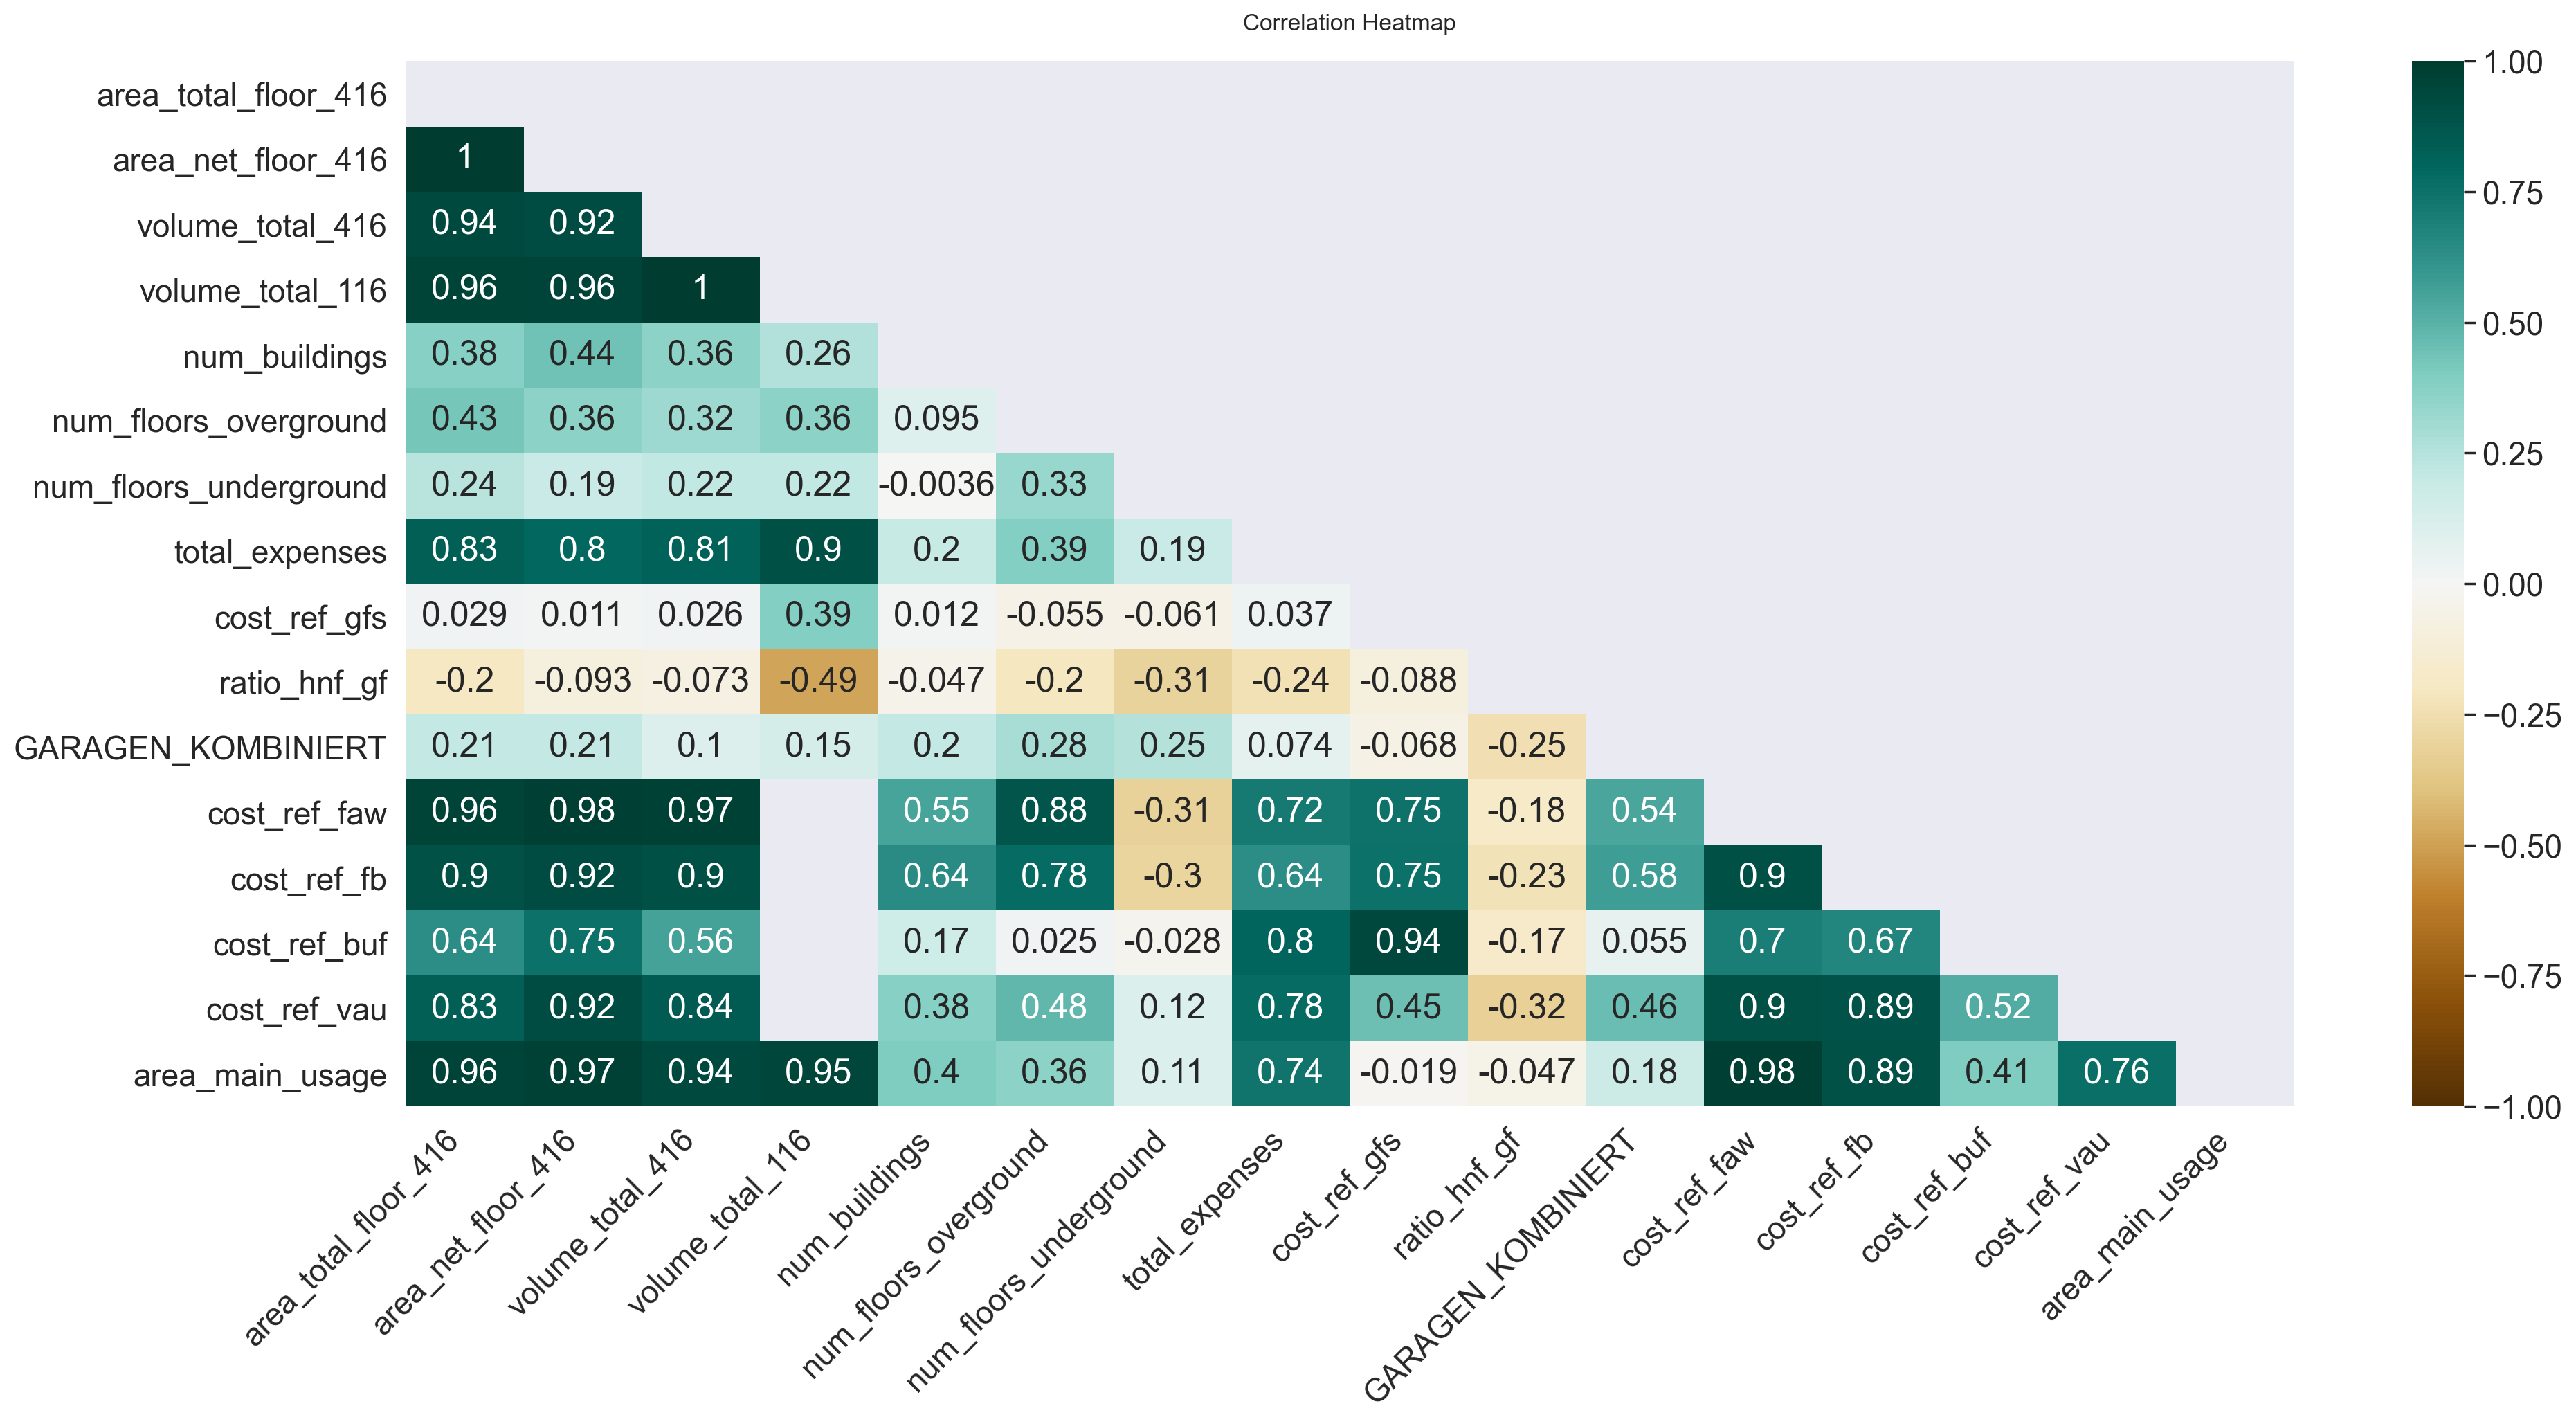 Correlation Heatmap
area_total_floor_416
area_net_floor_416 1
volume_total_416 0.94 0.92
volume_total_116 0.96 0.96 1
num_buildings 0.38 0.44 0.36 0.26
num_floors_overground 0.43 0.36 0.32 0.36 0.095
num_floors_underground 0.24 0.19 0.22 0.22 -0.0036 0.33
total_expenses 0.83 0.8 0.81 0.9 0.2 0.39 0.19
cost_ref_gfs 0.029 0.011 0.026 0.39 0.012 -0.055 -0.061 0.037
ratio_hnf_gf -0.2 -0.093 -0.073 -0.49 -0.047 -0.2 -0.31 -0.24 -0.088
GARAGEN_KOMBINIERT 0.21 0.21 0.1 0.15 0.2 0.28 0.25 0.074 -0.068 -0.25
cost_ref_faw 0.96 0.98 0.97 0.55 0.88 -0.31 0.72 0.75 -0.18 0.54
cost_ref_fb 0.9 0.92 0.9 0.64 0.78 -0.3 0.64 0.75 -0.23 0.58 0.9
cost_ref_buf 0.64 0.75 0.56 0.17 0.025 -0.028 0.8 0.94 -0.17 0.055 0.7 0.67
cost_ref_vau 0.83 0.92 0.84 0.38 0.48 0.12 0.78 0.45 -0.32 0.46 0.9 0.89 0.52
area_main_usage 0.96 0.97 0.94 0.95 0.4 0.36 0.11 0.74 -0.019 -0.047 0.18 0.98 0.89 0.41 0.76
area_total_floor_416
area_net_floor_416
volume_total_416
volume_total_116
num_buildings
num_floors_overground
num_floors_underground
total_expenses
cost_ref_gfs
ratio_hnf_gf
GARAGEN_KOMBINIERT
cost_ref_faw
cost_ref_fb
cost_ref_buf
cost_ref_vau
area_main_usage
1.00
0.75
0.50
0.25
0.00
−0.25
−0.50
−0.75
−1.00